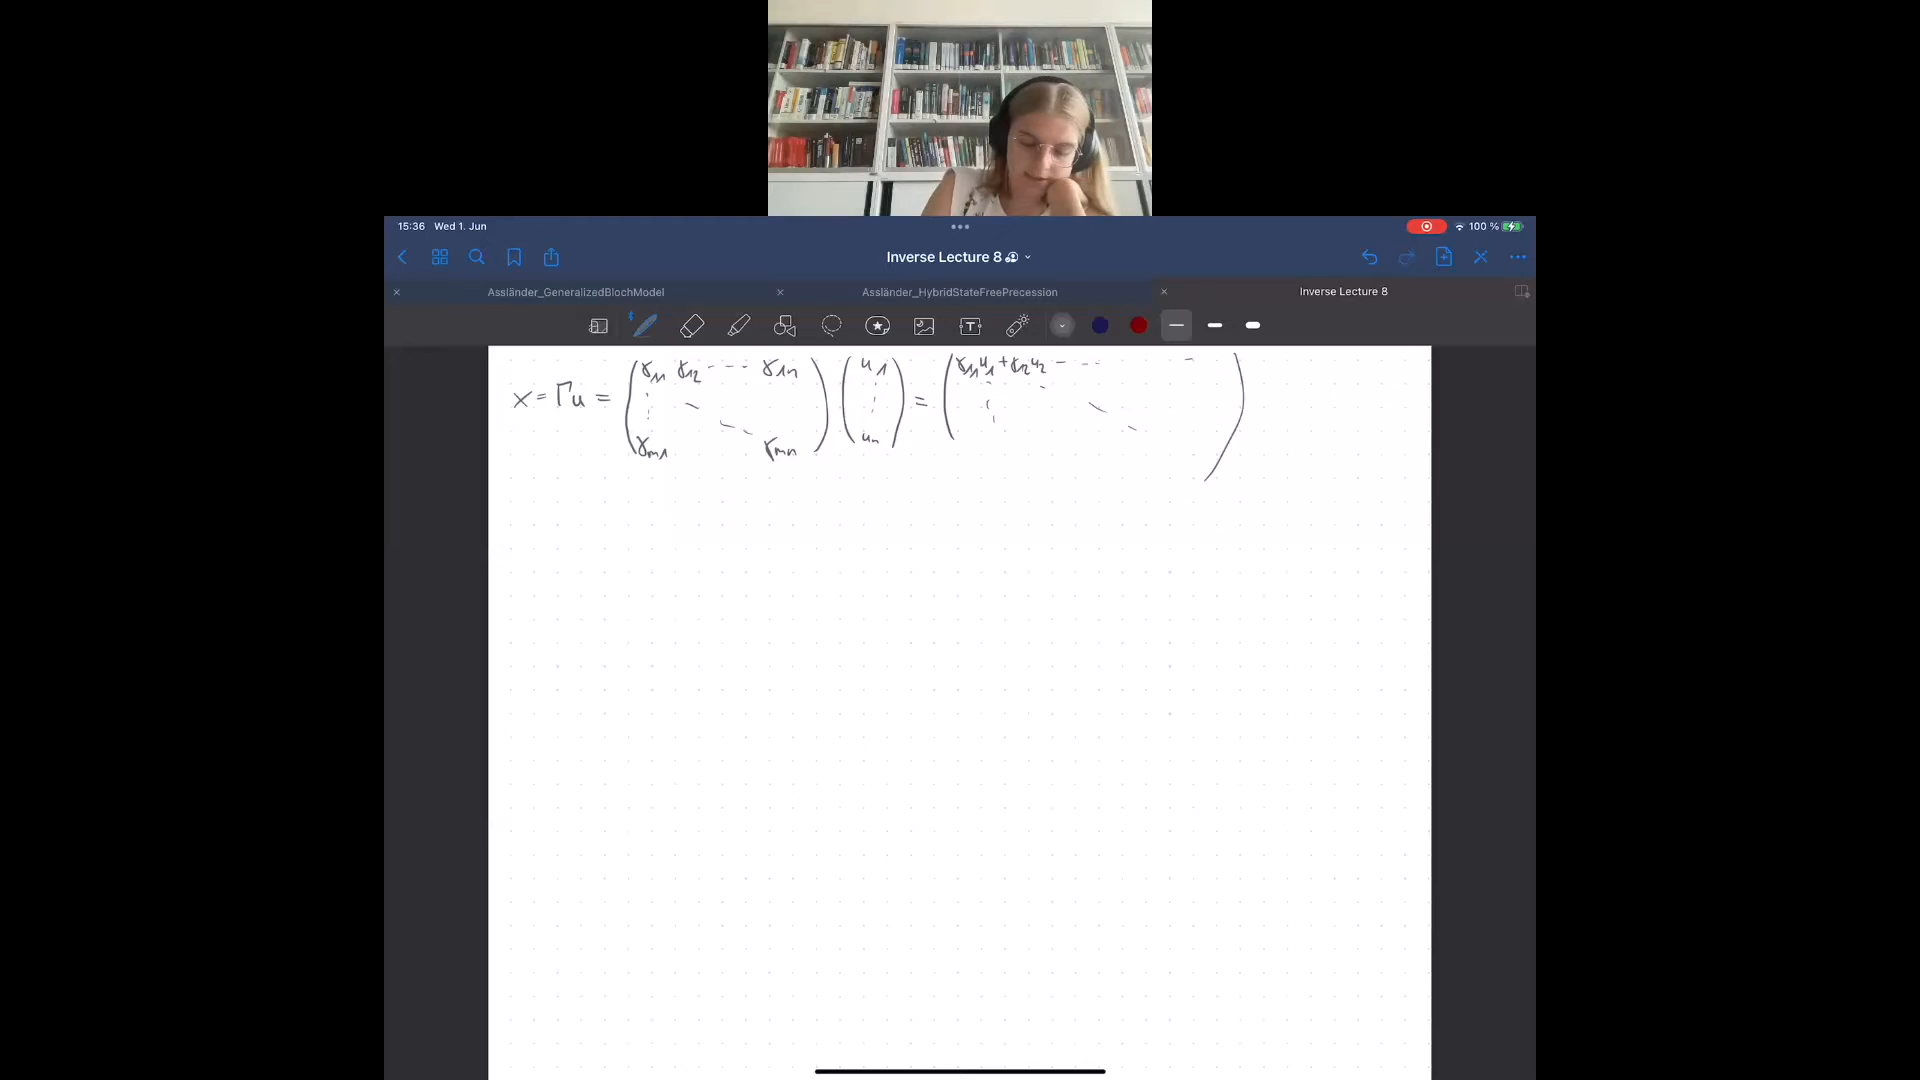 15:36 Wed 1. Jun
100 %
Inverse Lecture 8
Assländer_GeneralizedBlochModel
Assländer_HybridStateFreePrecession
Inverse Lecture 8
x = Γu = ( γ11 γ12 --- γ1n ) ( u1 ) = ( γ11u1 + γ12u2 - - - -
γm1 γmn un